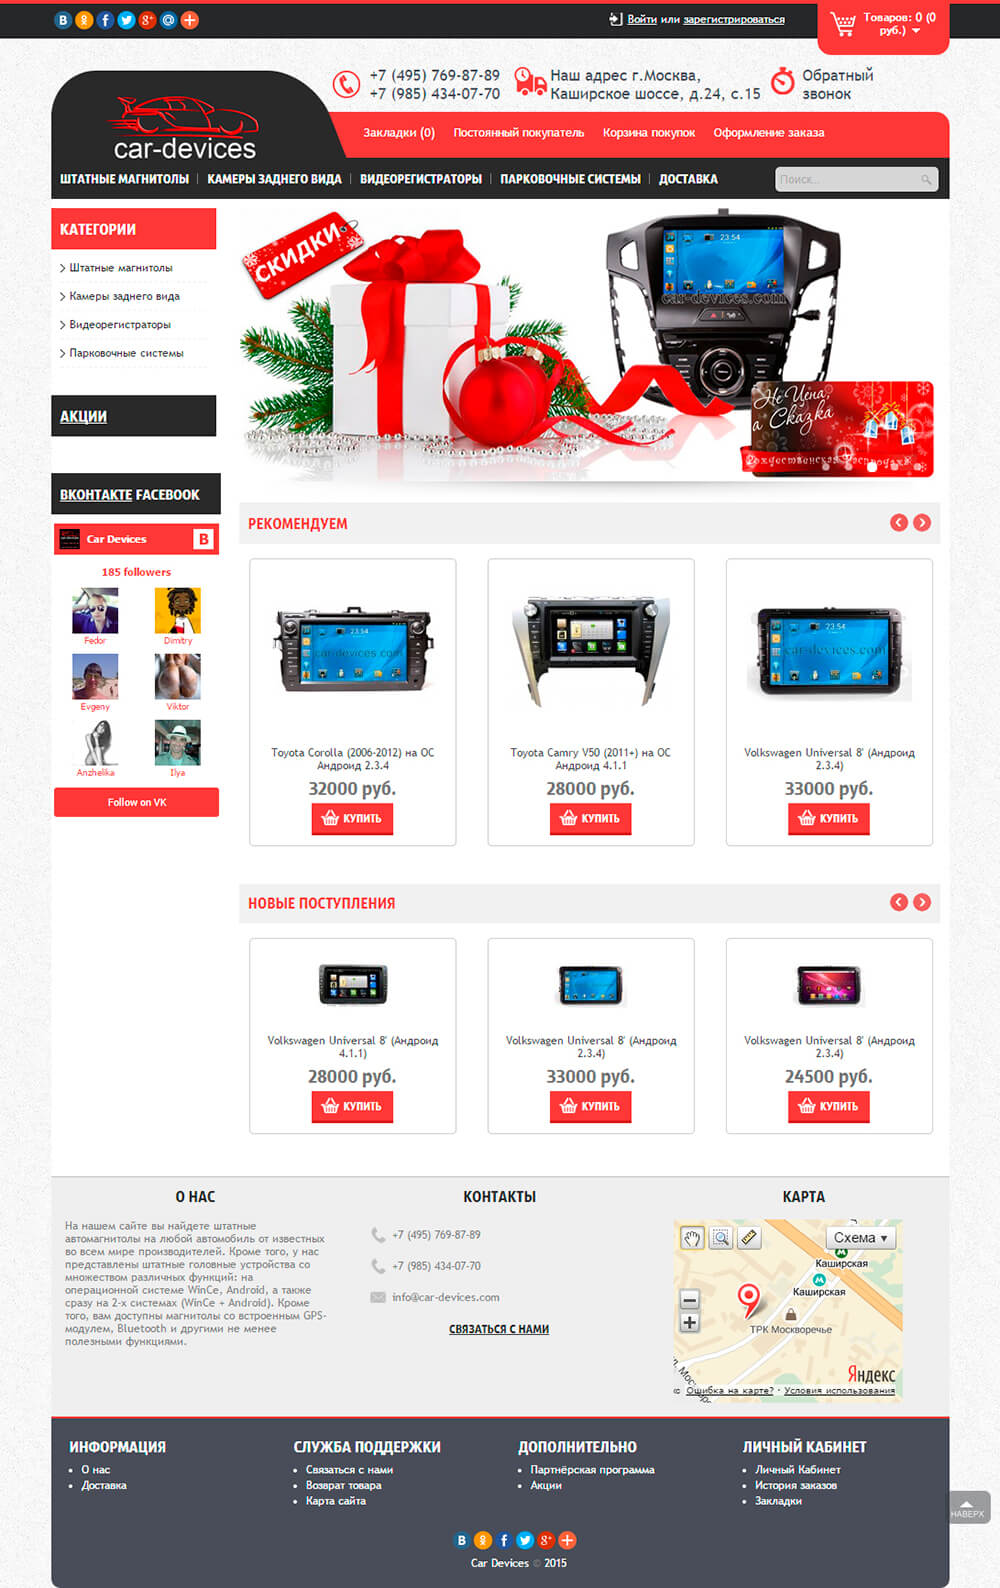 Войти или зарегистрироваться
Товаров: 0 (0
руб.)
+7 (495) 769-87-89
+7 (985) 434-07-70
Наш адрес г.Москва,
Каширское шоссе, д.24, с.15
Обратный
звонок
car-devices
Закладки (0) Постоянный покупатель Корзина покупок Оформление заказа
ШТАТНЫЕ МАГНИТОЛЫ | КАМЕРЫ ЗАДНЕГО ВИДА | ВИДЕОРЕГИСТРАТОРЫ | ПАРКОВОЧНЫЕ СИСТЕМЫ | ДОСТАВКА
Поиск...
КАТЕГОРИИ
Штатные магнитолы
Камеры заднего вида
Видеорегистраторы
Парковочные системы
АКЦИИ
ВКОНТАКТЕ FACEBOOK
Car Devices
B
185 followers
Fedor
Dimitry
Evgeny
Viktor
Anzhelika
Ilya
Follow on VK
СКИДКИ
23:54
car-devices.com
Не Цена,
а Сказка
Рождественская Распродажа
РЕКОМЕНДУЕМ
23:54
car-devices.com
Toyota Corolla (2006-2012) на ОС
Андроид 2.3.4
32000 руб.
КУПИТЬ
Toyota Camry V50 (2011+) на ОС
Андроид 4.1.1
28000 руб.
КУПИТЬ
23:54
car-devices.com
Volkswagen Universal 8' (Андроид
2.3.4)
33000 руб.
КУПИТЬ
НОВЫЕ ПОСТУПЛЕНИЯ
Volkswagen Universal 8' (Андроид
4.1.1)
28000 руб.
КУПИТЬ
Volkswagen Universal 8' (Андроид
2.3.4)
33000 руб.
КУПИТЬ
Volkswagen Universal 8' (Андроид
2.3.4)
24500 руб.
КУПИТЬ
О НАС
На нашем сайте вы найдете штатные
автомагнитолы на любой автомобиль от известных
во всем мире производителей. Кроме того, у нас
представлены штатные головные устройства со
множеством различных функций: на
операционной системе WinCe, Android, а также
сразу на 2-х системах (WinCe + Android). Кроме
того, вам доступны магнитолы со встроенным GPS-
модулем, Bluetooth и другими не менее
полезными функциями.
КОНТАКТЫ
+7 (495) 769-87-89
+7 (985) 434-07-70
info@car-devices.com
СВЯЗАТЬСЯ С НАМИ
КАРТА
Схема
Каширская
Каширская
ТРК Москворечье
Яндекс
Ошибка на карте? · Условия использования
ИНФОРМАЦИЯ
О нас
Доставка
СЛУЖБА ПОДДЕРЖКИ
Связаться с нами
Возврат товара
Карта сайта
ДОПОЛНИТЕЛЬНО
Партнёрская программа
Акции
ЛИЧНЫЙ КАБИНЕТ
Личный Кабинет
История заказов
Закладки
НАВЕРХ
Car Devices © 2015